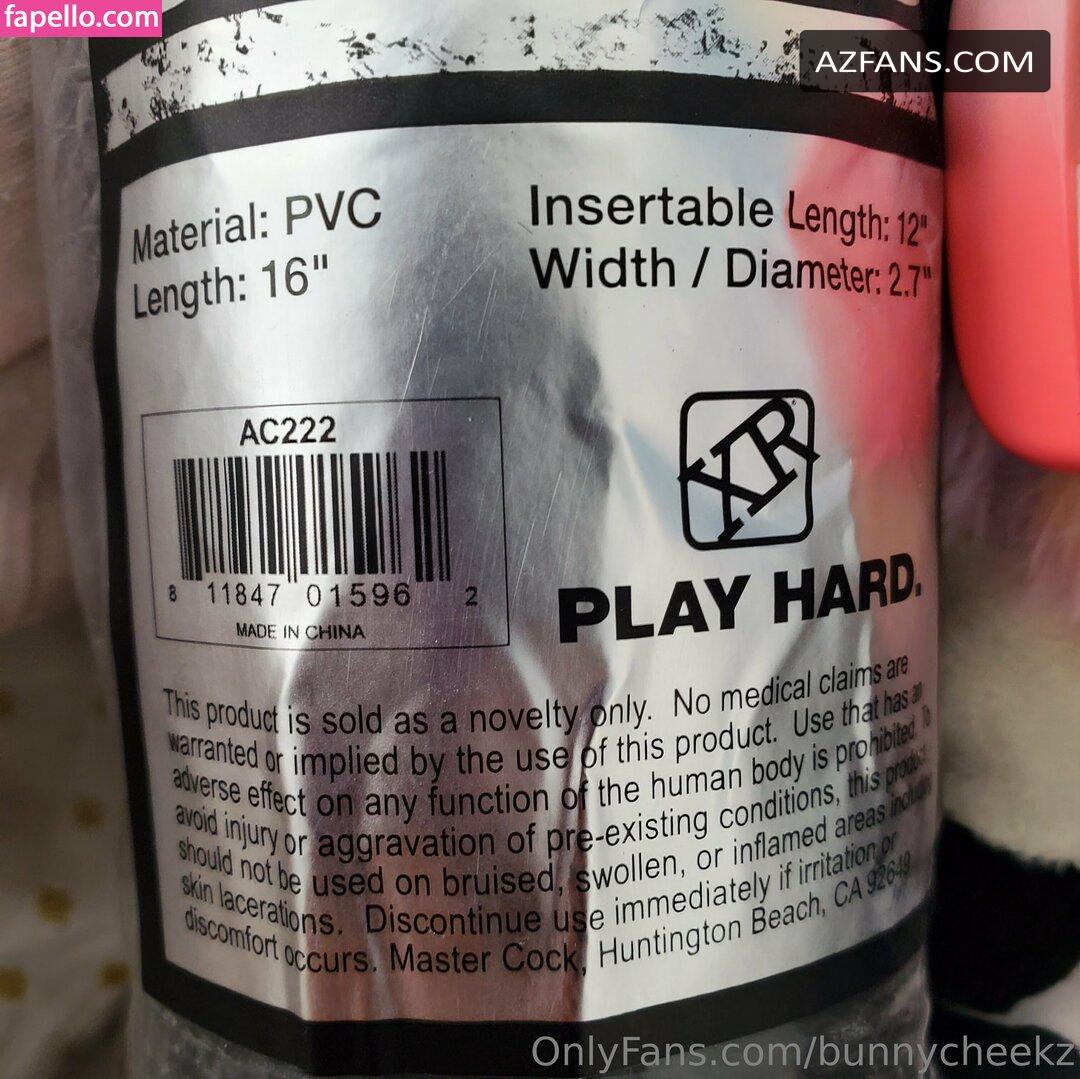 fapello.com
AZFANS.COM
Material: PVC
Length: 16"
Insertable Length: 12"
Width / Diameter: 2.7"
AC222
8 11847 01596 2
MADE IN CHINA
XR
PLAY HARD.
This product is sold as a novelty only. No medical claims are
warranted or implied by the use of this product. Use that has an
adverse effect on any function of the human body is prohibited. To
avoid injury or aggravation of pre-existing conditions, this product
should not be used on bruised, swollen, or inflamed areas including
skin lacerations. Discontinue use immediately if irritation or
discomfort occurs. Master Cock, Huntington Beach, CA 92649
OnlyFans.com/bunnycheekz